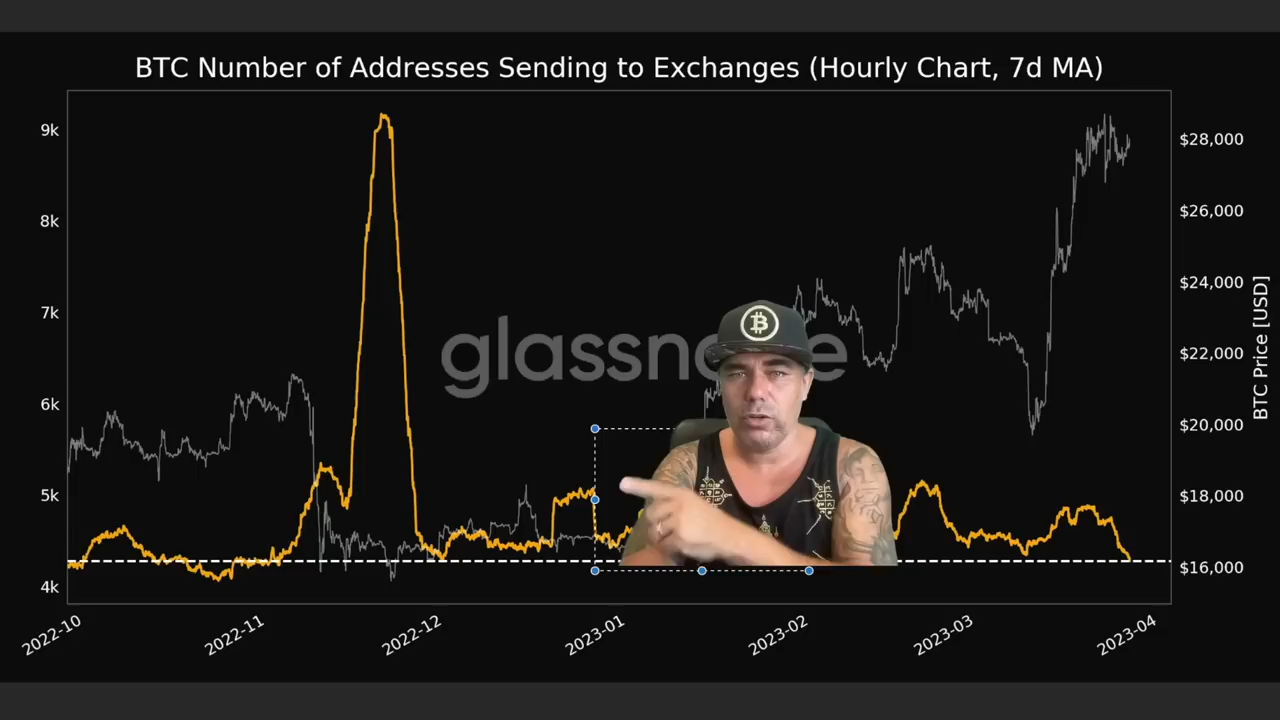 BTC Number of Addresses Sending to Exchanges (Hourly Chart, 7d MA)
9k
8k
7k
6k
5k
4k
$28,000
$26,000
$24,000
$22,000
$20,000
$18,000
$16,000
BTC Price [USD]
2022-10
2022-11
2022-12
2023-01
2023-02
2023-03
2023-04